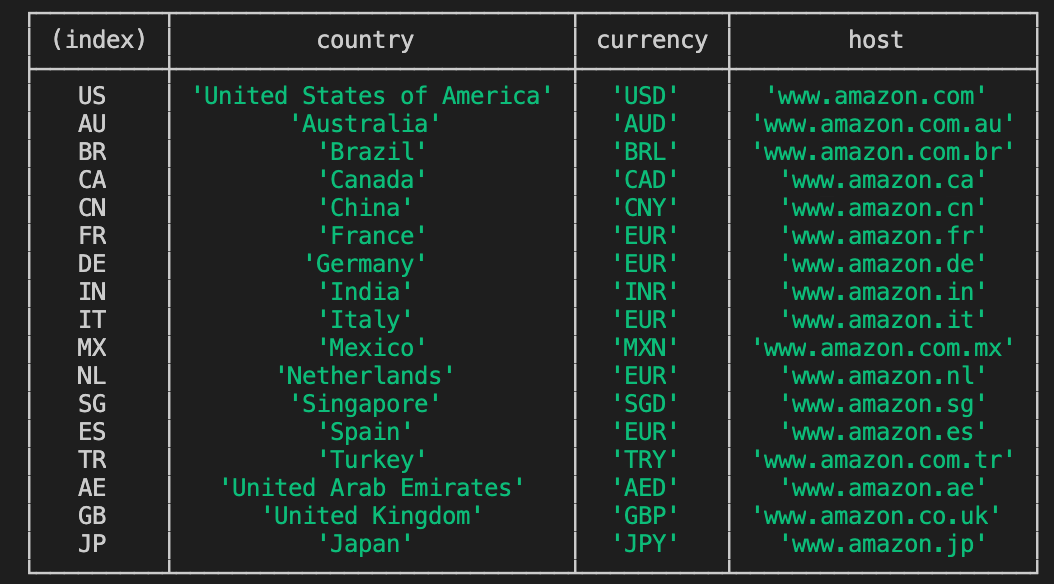 (index) country currency host
US 'United States of America' 'USD' 'www.amazon.com'
AU 'Australia' 'AUD' 'www.amazon.com.au'
BR 'Brazil' 'BRL' 'www.amazon.com.br'
CA 'Canada' 'CAD' 'www.amazon.ca'
CN 'China' 'CNY' 'www.amazon.cn'
FR 'France' 'EUR' 'www.amazon.fr'
DE 'Germany' 'EUR' 'www.amazon.de'
IN 'India' 'INR' 'www.amazon.in'
IT 'Italy' 'EUR' 'www.amazon.it'
MX 'Mexico' 'MXN' 'www.amazon.com.mx'
NL 'Netherlands' 'EUR' 'www.amazon.nl'
SG 'Singapore' 'SGD' 'www.amazon.sg'
ES 'Spain' 'EUR' 'www.amazon.es'
TR 'Turkey' 'TRY' 'www.amazon.com.tr'
AE 'United Arab Emirates' 'AED' 'www.amazon.ae'
GB 'United Kingdom' 'GBP' 'www.amazon.co.uk'
JP 'Japan' 'JPY' 'www.amazon.jp'